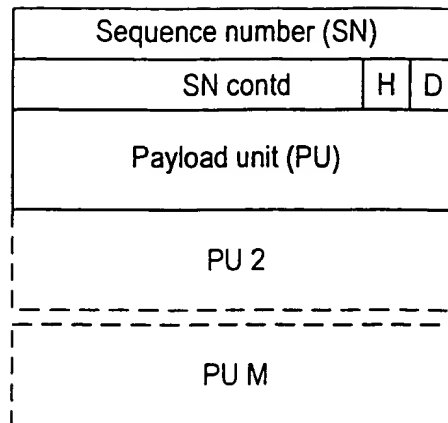 Sequence number (SN)
SN contd H D
Payload unit (PU)
PU 2
PU M